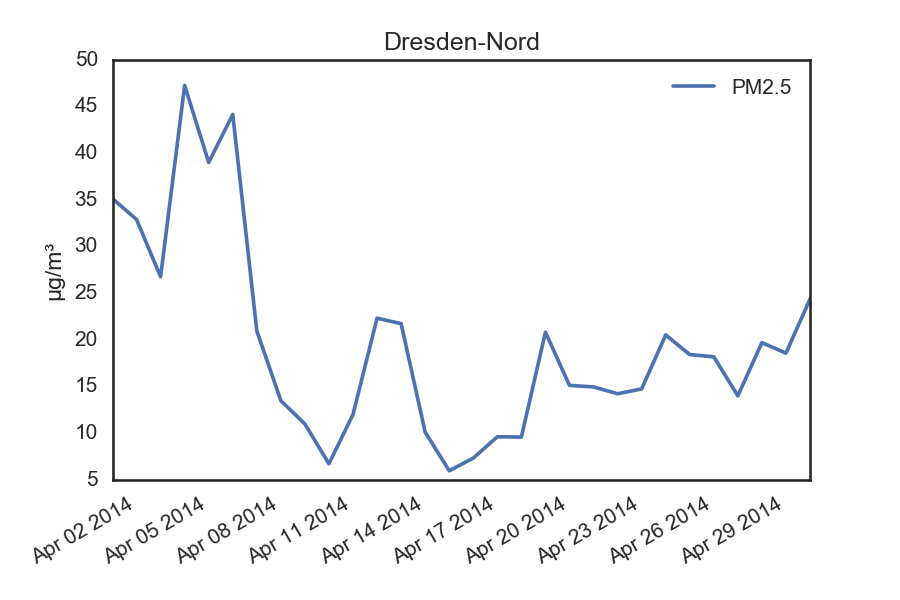 Dresden-Nord
50
45
40
35
30
25
20
15
10
5
µg/m³
PM2.5
Apr 02 2014
Apr 05 2014
Apr 08 2014
Apr 11 2014
Apr 14 2014
Apr 17 2014
Apr 20 2014
Apr 23 2014
Apr 26 2014
Apr 29 2014